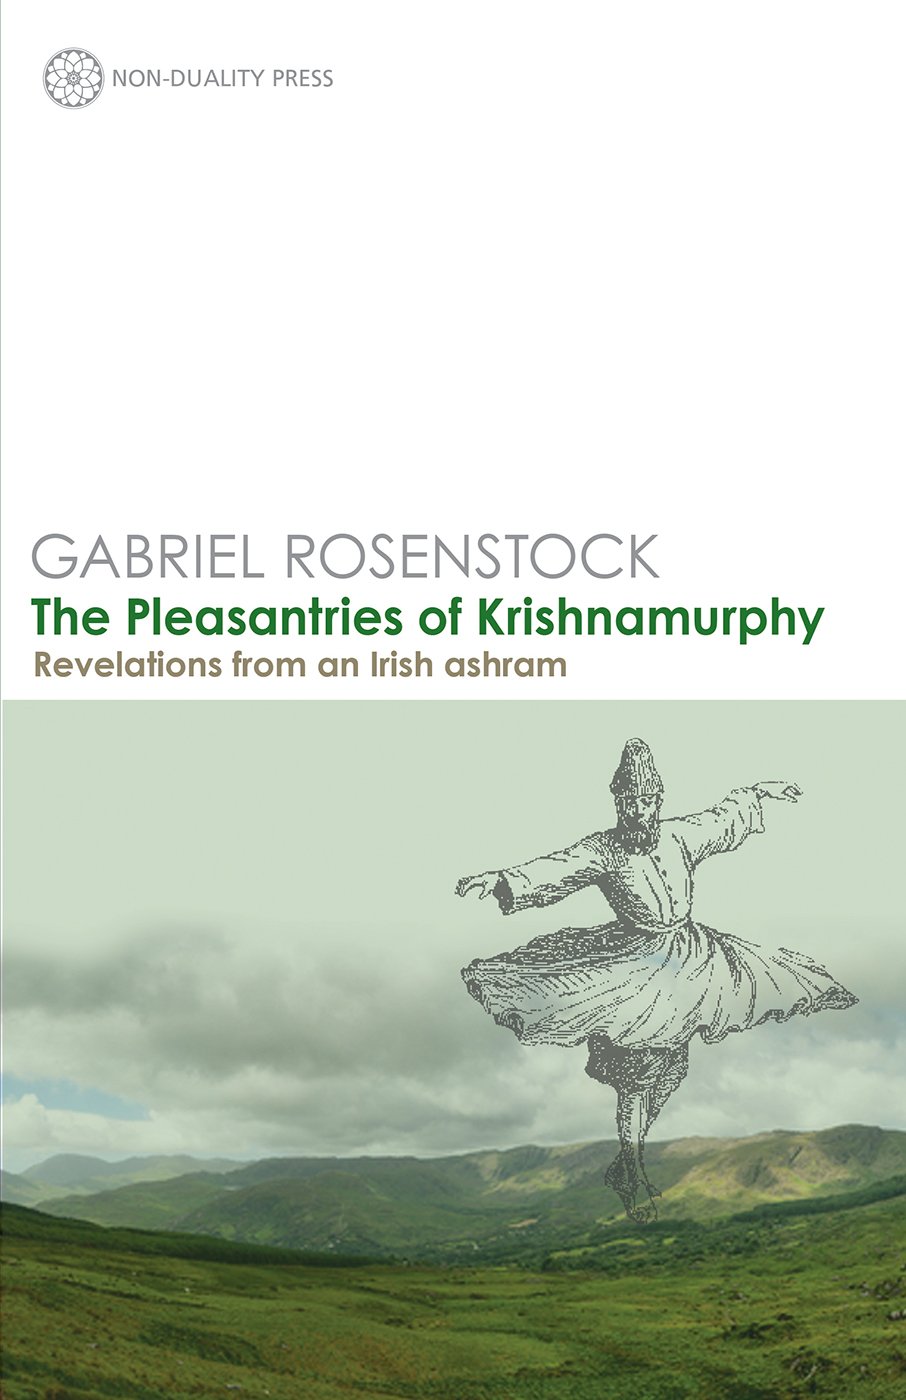 NON-DUALITY PRESS
GABRIEL ROSENSTOCK
The Pleasantries of Krishnamurphy
Revelations from an Irish ashram